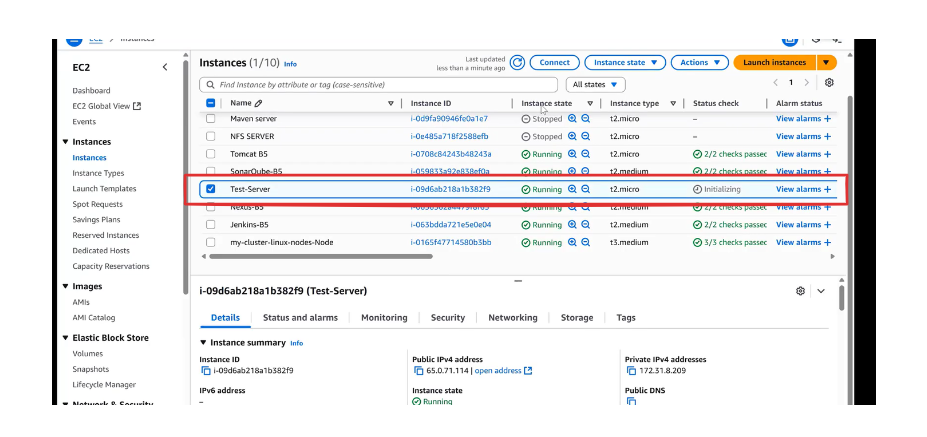 EC2 > Instances
EC2
Dashboard
EC2 Global View
Events
Instances
Instances
Instance Types
Launch Templates
Spot Requests
Savings Plans
Reserved Instances
Dedicated Hosts
Capacity Reservations
Images
AMIs
AMI Catalog
Elastic Block Store
Volumes
Snapshots
Lifecycle Manager
Network & Security
Instances (1/10) Info
Last updated
less than a minute ago
Connect
Instance state
Actions
Launch instances
Find Instance by attribute or tag (case-sensitive)
All states
1
Name Instance ID Instance state Instance type Status check Alarm status
Maven server i-0d9fa90946fe0a1e7 Stopped t2.micro – View alarms +
NFS SERVER i-0e485a718f2588efb Stopped t2.micro – View alarms +
Tomcat B5 i-0708c84243b48243a Running t2.micro 2/2 checks passec View alarms +
SonarQube-B5 i-059833a92e838ef0a Running t2.medium 2/2 checks passec View alarms +
Test-Server i-09d6ab218a1b382f9 Running t2.micro Initializing View alarms +
Nexus-B5 Running t2.medium 2/2 checks passec View alarms +
Jenkins-B5 i-063bdda721e5e0e04 Running t2.medium 2/2 checks passec View alarms +
my-cluster-linux-nodes-Node i-0165f47714580b3bb Running t3.medium 3/3 checks passec View alarms +
i-09d6ab218a1b382f9 (Test-Server)
Details Status and alarms Monitoring Security Networking Storage Tags
Instance summary Info
Instance ID
i-09d6ab218a1b382f9
Public IPv4 address
65.0.71.114 | open address
Private IPv4 addresses
172.31.8.209
IPv6 address
–
Instance state
Running
Public DNS